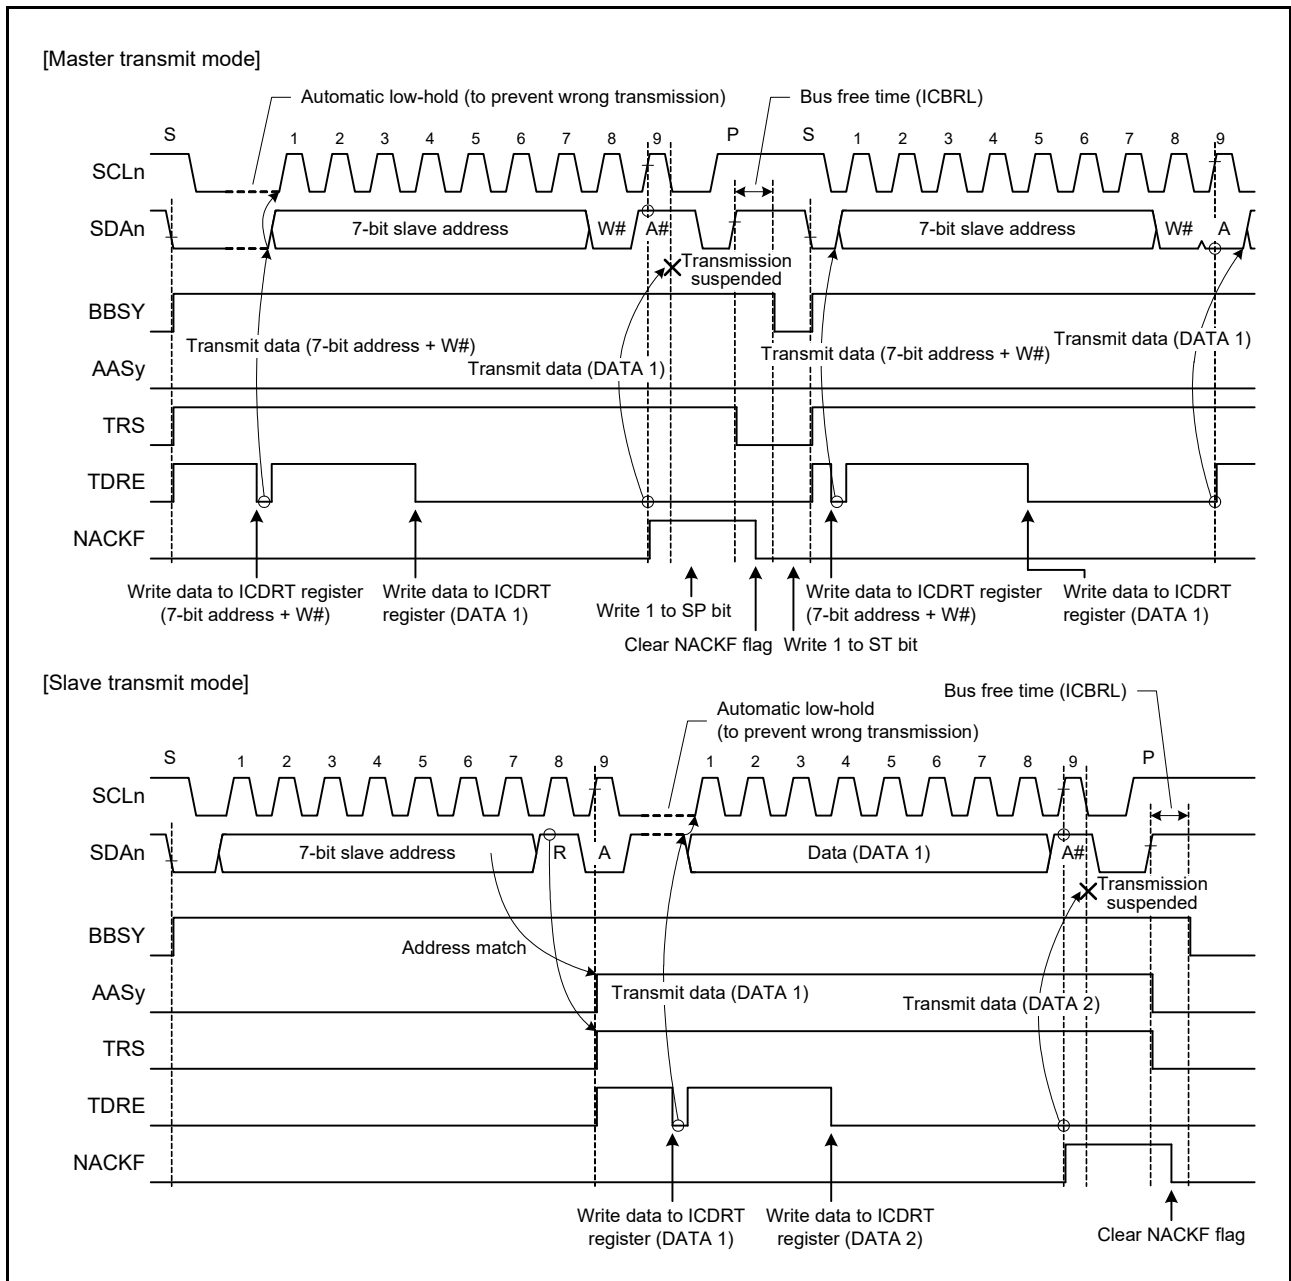 [Master transmit mode]
Automatic low-hold (to prevent wrong transmission)
Bus free time (ICBRL)
S 1 2 3 4 5 6 7 8 9 P S 1 2 3 4 5 6 7 8 9
SCLn
SDAn 7-bit slave address W# A# 7-bit slave address W# A
Transmission
suspended
BBSY
Transmit data (7-bit address + W#)
Transmit data (DATA 1)
Transmit data (7-bit address + W#)
Transmit data (DATA 1)
AASy
TRS
TDRE
NACKF
Write data to ICDRT register
(7-bit address + W#)
Write data to ICDRT
register (DATA 1)
Write 1 to SP bit
Clear NACKF flag
Write 1 to ST bit
Write data to ICDRT register
(7-bit address + W#)
Write data to ICDRT
register (DATA 1)
[Slave transmit mode]
Bus free time (ICBRL)
Automatic low-hold
(to prevent wrong transmission)
S 1 2 3 4 5 6 7 8 9 1 2 3 4 5 6 7 8 9 P
SCLn
SDAn 7-bit slave address R A Data (DATA 1) A#
Transmission
suspended
BBSY
Address match
AASy
Transmit data (DATA 1)
Transmit data (DATA 2)
TRS
TDRE
NACKF
Write data to ICDRT
register (DATA 1)
Write data to ICDRT
register (DATA 2)
Clear NACKF flag